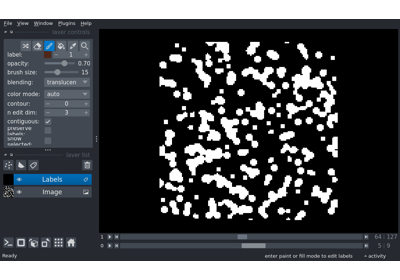 File View Window Plugins Help
layer controls
label: 1
opacity: 0.70
brush size: 15
blending: translucen
color mode: auto
contour: 0
n edit dim: 3
contiguous: ✓
preserve
labels:
show
selected:
layer list
Labels
Image
1 64 127
0 5 9
Ready enter paint or fill mode to edit labels activity